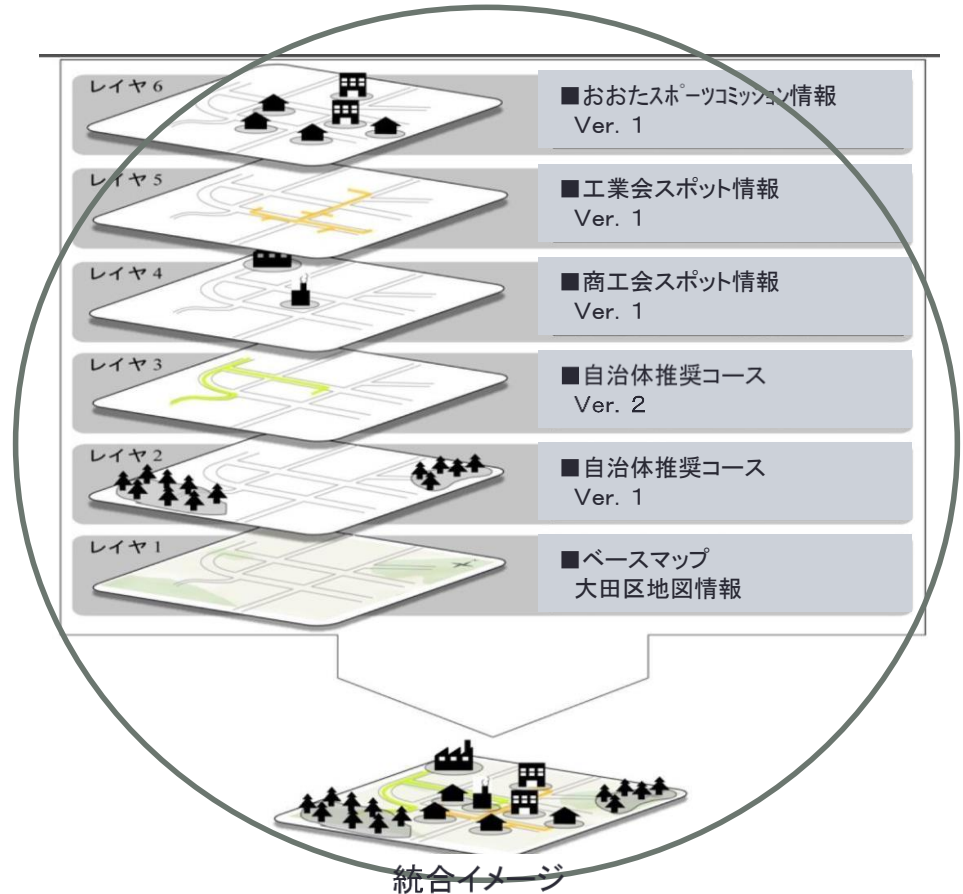 レイヤ 6
■おおたスポーツコミッション情報
Ver. 1
レイヤ 5
■工業会スポット情報
Ver. 1
レイヤ 4
■商工会スポット情報
Ver. 1
レイヤ 3
■自治体推奨コース
Ver. 2
レイヤ 2
■自治体推奨コース
Ver. 1
レイヤ 1
■ベースマップ
大田区地図情報
統合イメージ